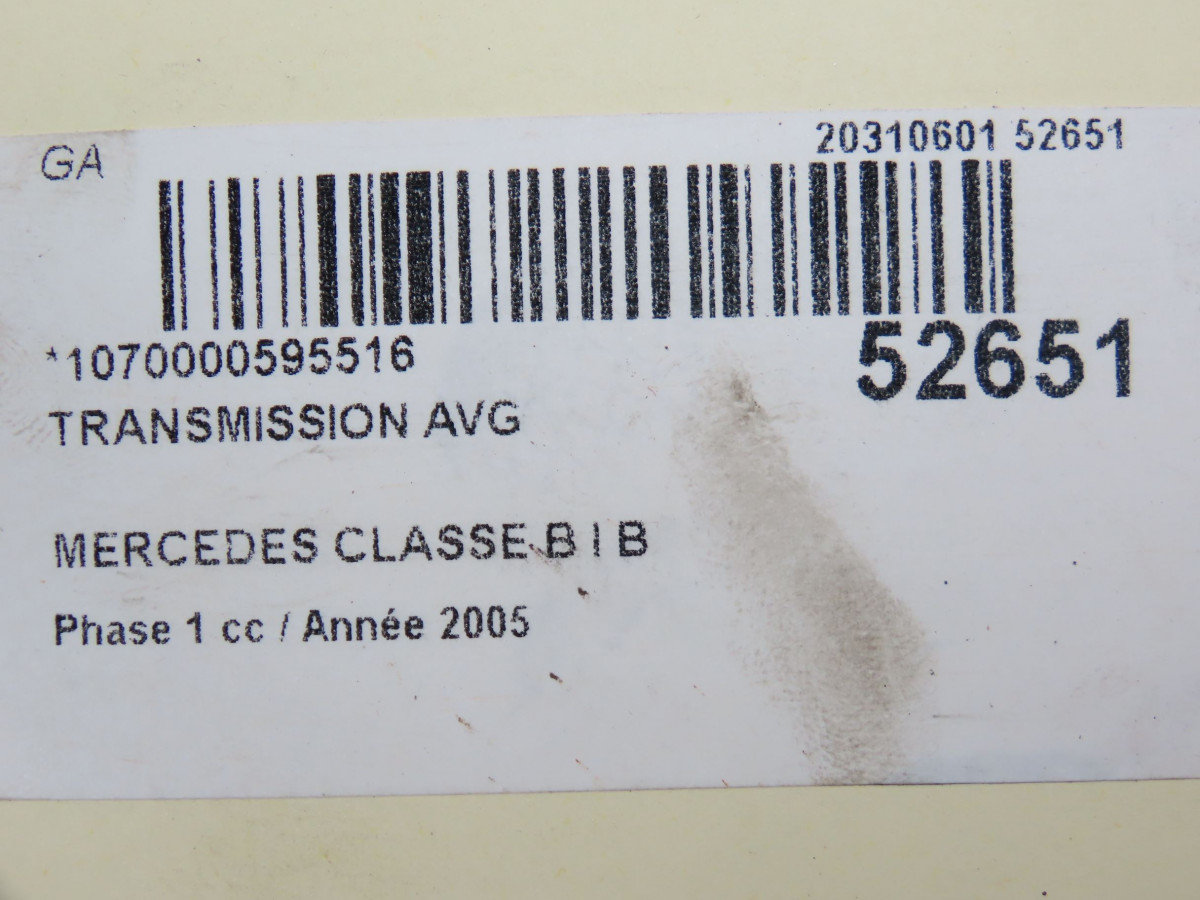 GA
20310601 52651
*1070000595516
52651
TRANSMISSION AVG
MERCEDES CLASSE B I B
Phase 1 cc / Année 2005